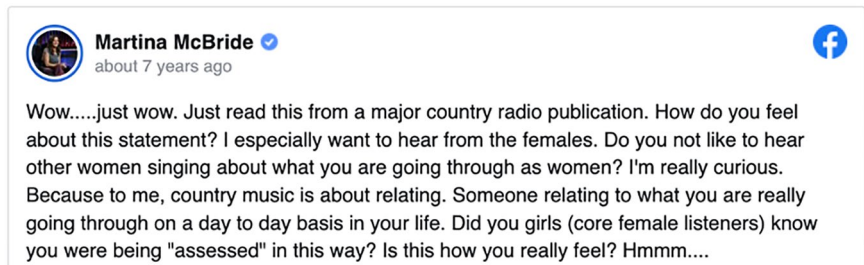 Martina McBride
about 7 years ago
Wow.....just wow. Just read this from a major country radio publication. How do you feel
about this statement? I especially want to hear from the females. Do you not like to hear
other women singing about what you are going through as women? I'm really curious.
Because to me, country music is about relating. Someone relating to what you are really
going through on a day to day basis in your life. Did you girls (core female listeners) know
you were being "assessed" in this way? Is this how you really feel? Hmmm....